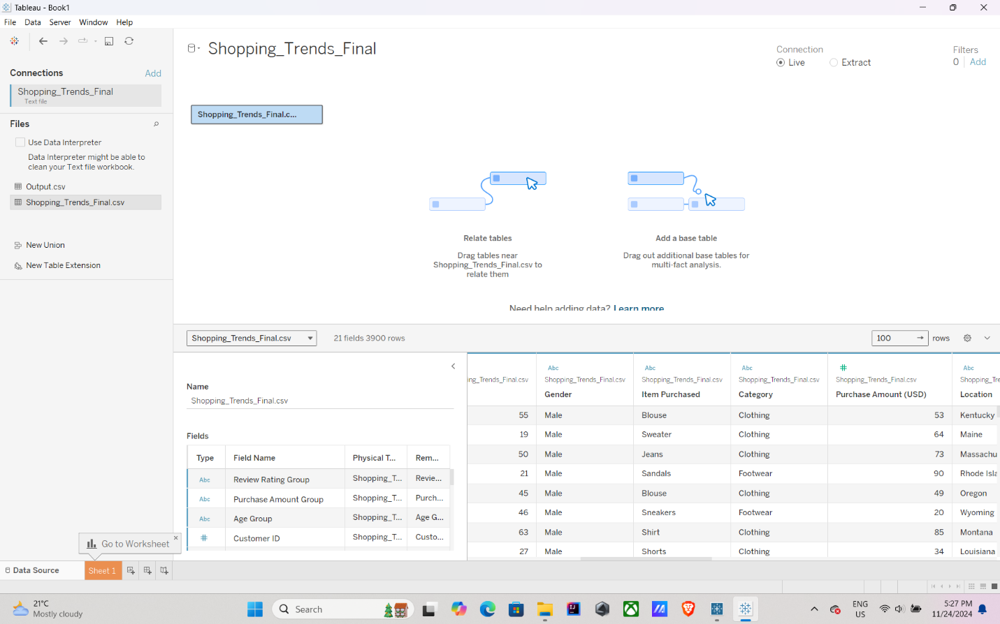 Tableau - Book1
File Data Server Window Help
Shopping_Trends_Final
Connection
Live Extract
Filters
0 Add
Connections Add
Shopping_Trends_Final
Text file
Files
Use Data Interpreter
Data Interpreter might be able to
clean your Text file workbook.
Output.csv
Shopping_Trends_Final.csv
New Union
New Table Extension
Shopping_Trends_Final.c...
Relate tables
Drag tables near
Shopping_Trends_Final.csv to
relate them
Add a base table
Drag out additional base tables for
multi-fact analysis.
Need help adding data? Learn more
Shopping_Trends_Final.csv 21 fields 3900 rows 100 rows
Name
Shopping_Trends_Final.csv
Fields
Type Field Name Physical T... Rem...
Abc Review Rating Group Shopping_T... Revie...
Abc Purchase Amount Group Shopping_T... Purch...
Abc Age Group Shopping_T... Age G...
# Customer ID Shopping_T... Custo...
Abc Abc Abc # Abc
ing_Trends_Final.csv Shopping_Trends_Final.csv Shopping_Trends_Final.csv Shopping_Trends_Final.csv Shopping_Trends_Final.csv Shopping_Tre
Gender Item Purchased Category Purchase Amount (USD) Location
55 Male Blouse Clothing 53 Kentucky
19 Male Sweater Clothing 64 Maine
50 Male Jeans Clothing 73 Massachu
21 Male Sandals Footwear 90 Rhode Isla
45 Male Blouse Clothing 49 Oregon
46 Male Sneakers Footwear 20 Wyoming
63 Male Shirt Clothing 85 Montana
27 Male Shorts Clothing 34 Louisiana
Go to Worksheet
Data Source Sheet 1
21°C
Mostly cloudy
Search
ENG
US
5:27 PM
11/24/2024